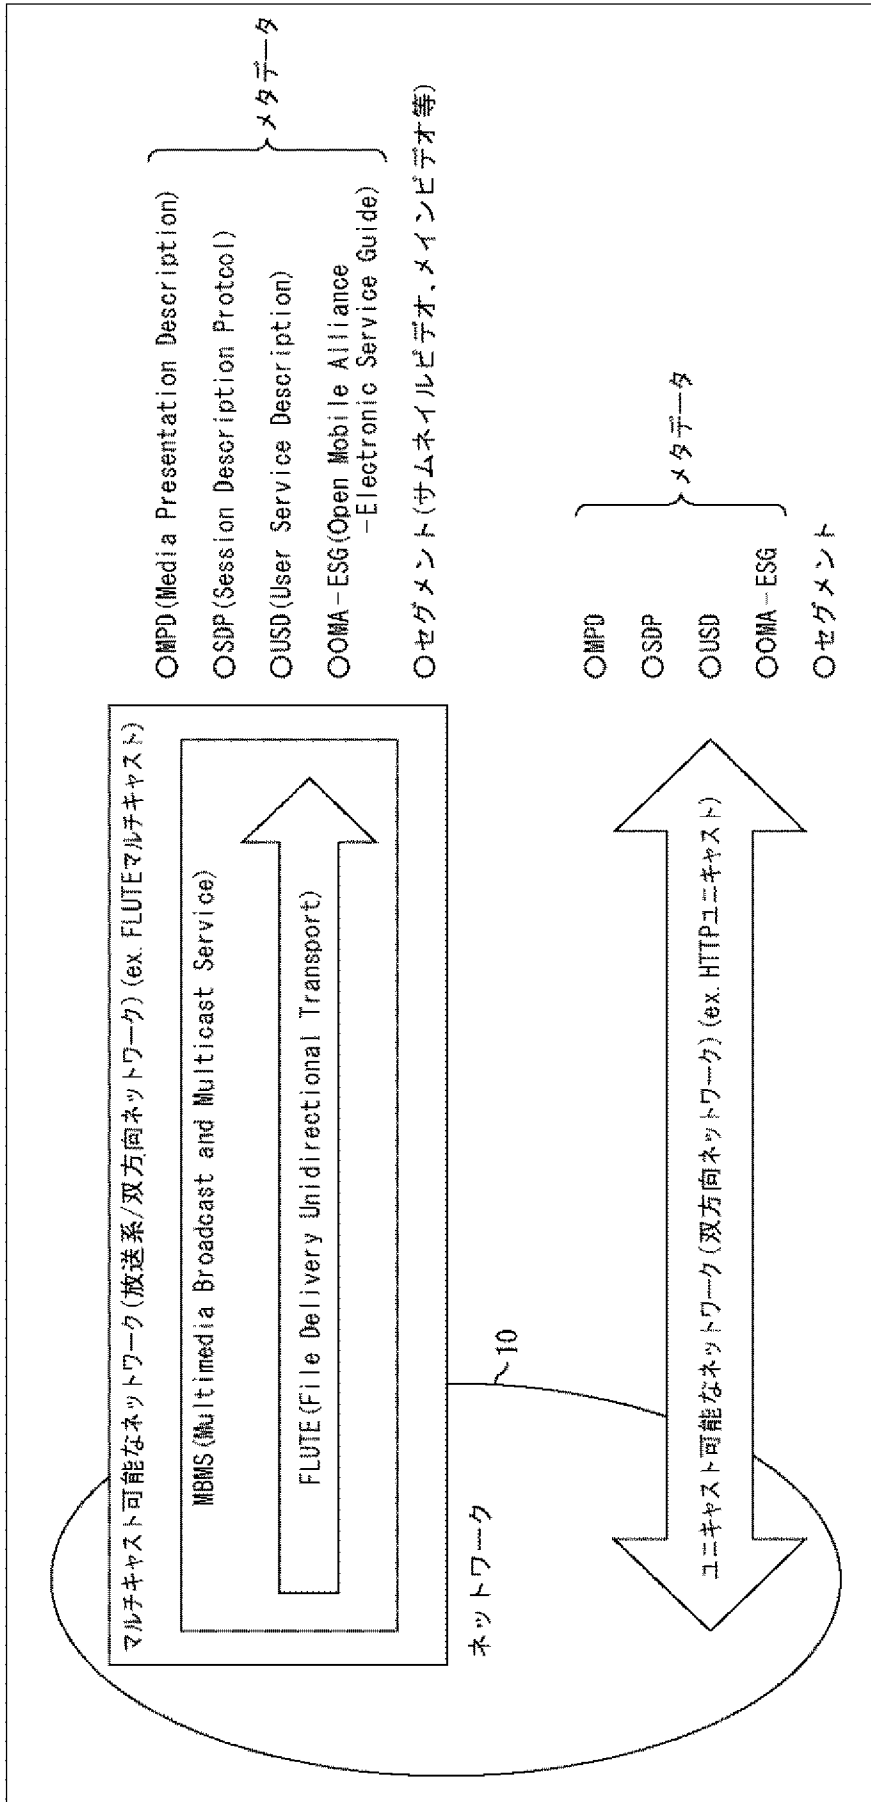 マルチキャスト可能なネットワーク(放送系/双方向ネットワーク)(ex. FLUTEマルチキャスト)
MBMS(Multimedia Broadcast and Multicast Service)
FLUTE(File Delivery Unidirectional Transport)
○MPD(Media Presentation Description)
○SDP(Session Description Protcol)
○USD(User Service Description)
○OMA-ESG(Open Mobile Alliance
-Electronic Service Guide)
メタデータ
○セグメント(サムネイルビデオ、メインビデオ等)
ネットワーク
10
ユニキャスト可能なネットワーク(双方向ネットワーク)(ex. HTTPユニキャスト)
○MPD
○SDP
○USD
○OMA-ESG
メタデータ
○セグメント